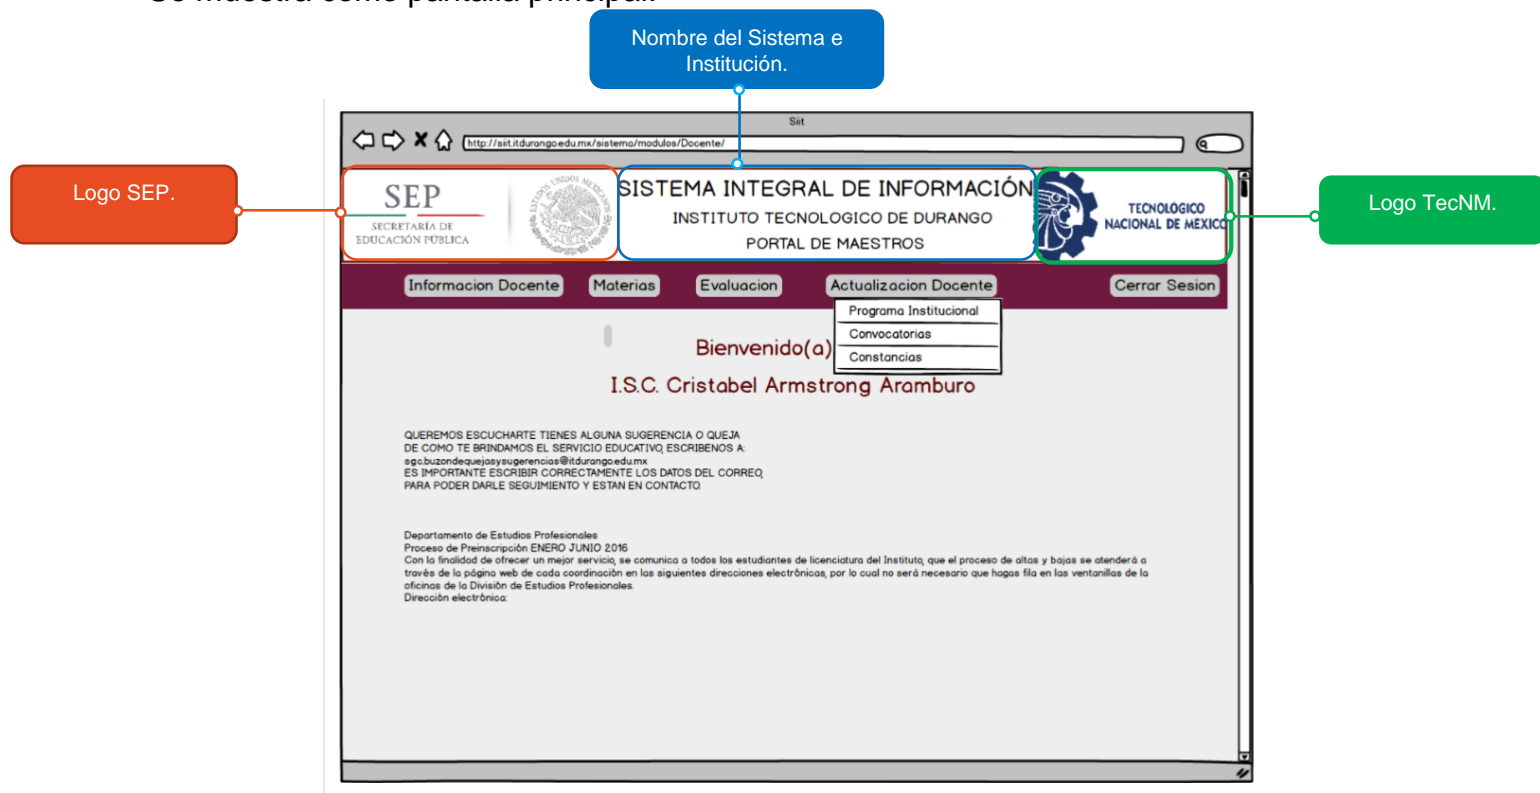 Se muestra como pantalla principal.
Nombre del Sistema e
Institución.
Siit
http://siit.itdurango.edu.mx/sistema/modulos/Docente/
Logo SEP.
SEP
SECRETARÍA DE
EDUCACIÓN PÚBLICA
ESTADOS UNIDOS MEXICANOS
SISTEMA INTEGRAL DE INFORMACIÓN
INSTITUTO TECNOLOGICO DE DURANGO
PORTAL DE MAESTROS
TECNOLÓGICO
NACIONAL DE MÉXICO
Logo TecNM.
Informacion Docente Materias Evaluacion Actualizacion Docente Cerrar Sesion
Programa Institucional
Convocatorias
Constancias
Bienvenido(a)
I.S.C. Cristabel Armstrong Aramburo
QUEREMOS ESCUCHARTE TIENES ALGUNA SUGERENCIA O QUEJA
DE COMO TE BRINDAMOS EL SERVICIO EDUCATIVO, ESCRIBENOS A:
sgc.buzondequejasysugerencias@itdurango.edu.mx
ES IMPORTANTE ESCRIBIR CORRECTAMENTE LOS DATOS DEL CORREO,
PARA PODER DARLE SEGUIMIENTO Y ESTAN EN CONTACTO.
Departamento de Estudios Profesionales
Proceso de Preinscripción ENERO JUNIO 2016
Con la finalidad de ofrecer un mejor servicio, se comunica a todos los estudiantes de licenciatura del Instituto, que el proceso de altas y bajas se atenderá a
través de la página web de cada coordinación en las siguientes direcciones electrónicas, por lo cual no será necesario que hagas fila en las ventanillas de la
oficinas de la División de Estudios Profesionales.
Dirección electrónica: